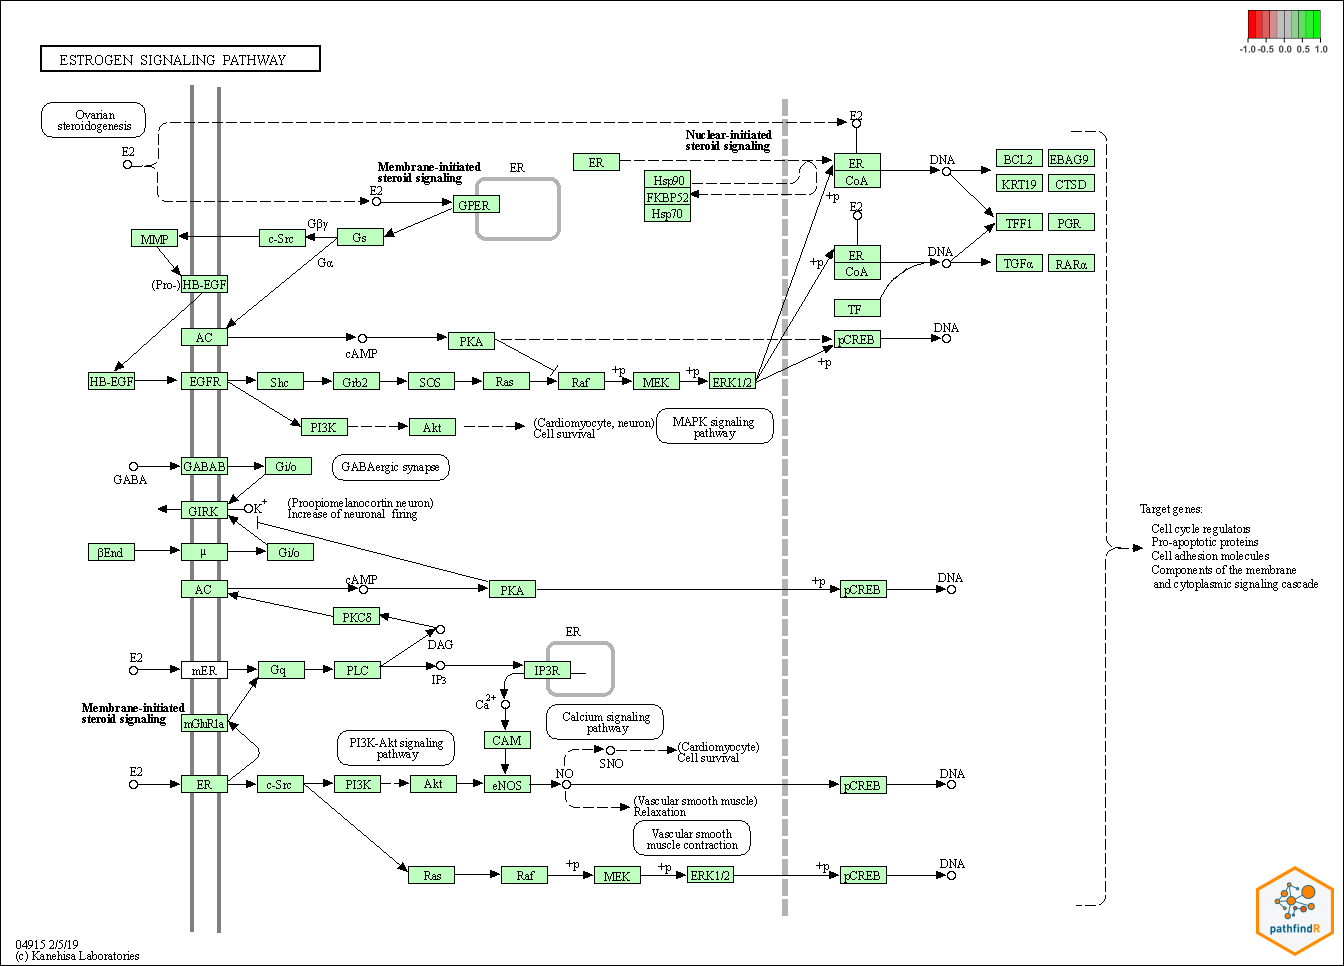 -1.0 -0.5 0.0 0.5 1.0
ESTROGEN SIGNALING PATHWAY
Ovarian
steroidogenesis
E2
E2
Nuclear-initiated
steroid signaling
Membrane-initiated
steroid signaling
ER
ER
E2
GPER
Hsp90
FKBP52
Hsp70
ER
CoA
+p
DNA
BCL2
EBAG9
KRT19
CTSD
TFF1
PGR
TGFα
RARα
E2
ER
CoA
+p
DNA
TF
MMP
c-Src
Gβγ
Gs
Gα
(Pro-)
HB-EGF
AC
cAMP
PKA
pCREB
DNA
+p
HB-EGF
EGFR
Shc
Grb2
SOS
Ras
Raf
+p
MEK
+p
ERK1/2
PI3K
Akt
(Cardiomyocyte, neuron)
Cell survival
MAPK signaling
pathway
GABA
GABAB
Gi/o
GABAergic synapse
GIRK
K+
(Proopiomelanocortin neuron)
Increase of neuronal firing
βEnd
μ
Gi/o
Target genes:
Cell cycle regulators
Pro-apoptotic proteins
Cell adhesion molecules
Components of the membrane
and cytoplasmic signaling cascade
AC
cAMP
PKA
+p
pCREB
DNA
PKCδ
DAG
E2
mER
Gq
PLC
IP3
ER
IP3R
Ca2+
Membrane-initiated
steroid signaling
mGluR1a
CAM
Calcium signaling
pathway
PI3K-Akt signaling
pathway
(Cardiomyocyte)
Cell survival
SNO
E2
ER
c-Src
PI3K
Akt
eNOS
NO
pCREB
DNA
(Vascular smooth muscle)
Relaxation
Vascular smooth
muscle contraction
Ras
Raf
+p
MEK
+p
ERK1/2
+p
pCREB
DNA
pathfindR
04915 2/5/19
(c) Kanehisa Laboratories